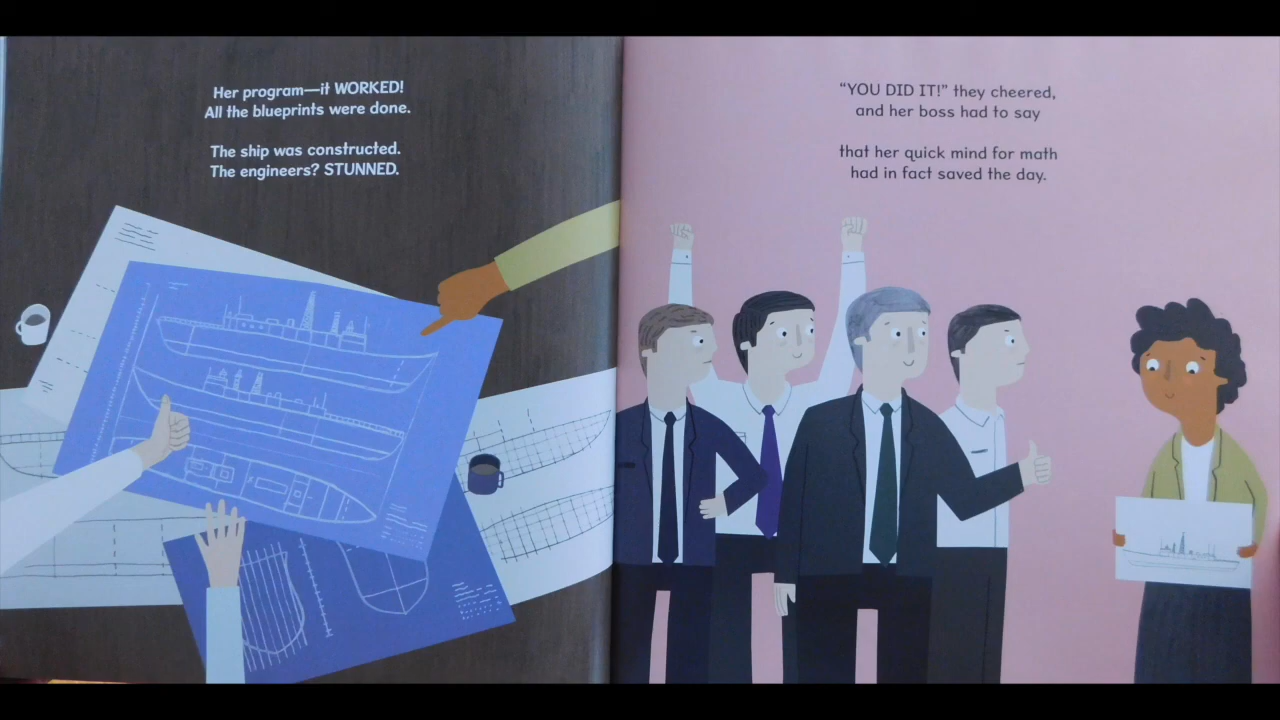 Her program—it WORKED!
All the blueprints were done.
The ship was constructed.
The engineers? STUNNED.
“YOU DID IT!” they cheered,
and her boss had to say
that her quick mind for math
had in fact saved the day.